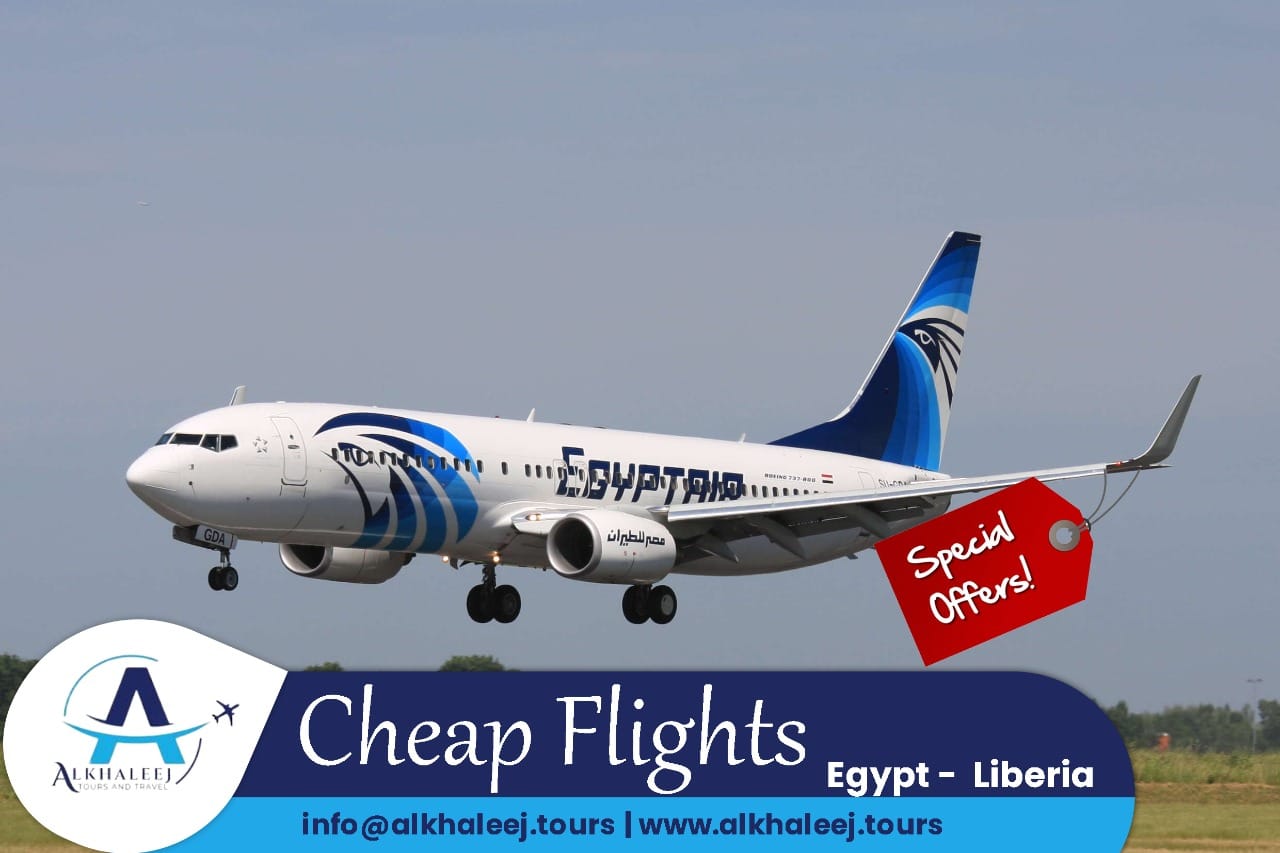 EGYPTAIR
BOEING 737-800
مصر للطيران
GDA
Special
Offers!
ALKHALEEJ
TOURS AND TRAVEL
Cheap Flights
Egypt - Liberia
info@alkhaleej.tours | www.alkhaleej.tours